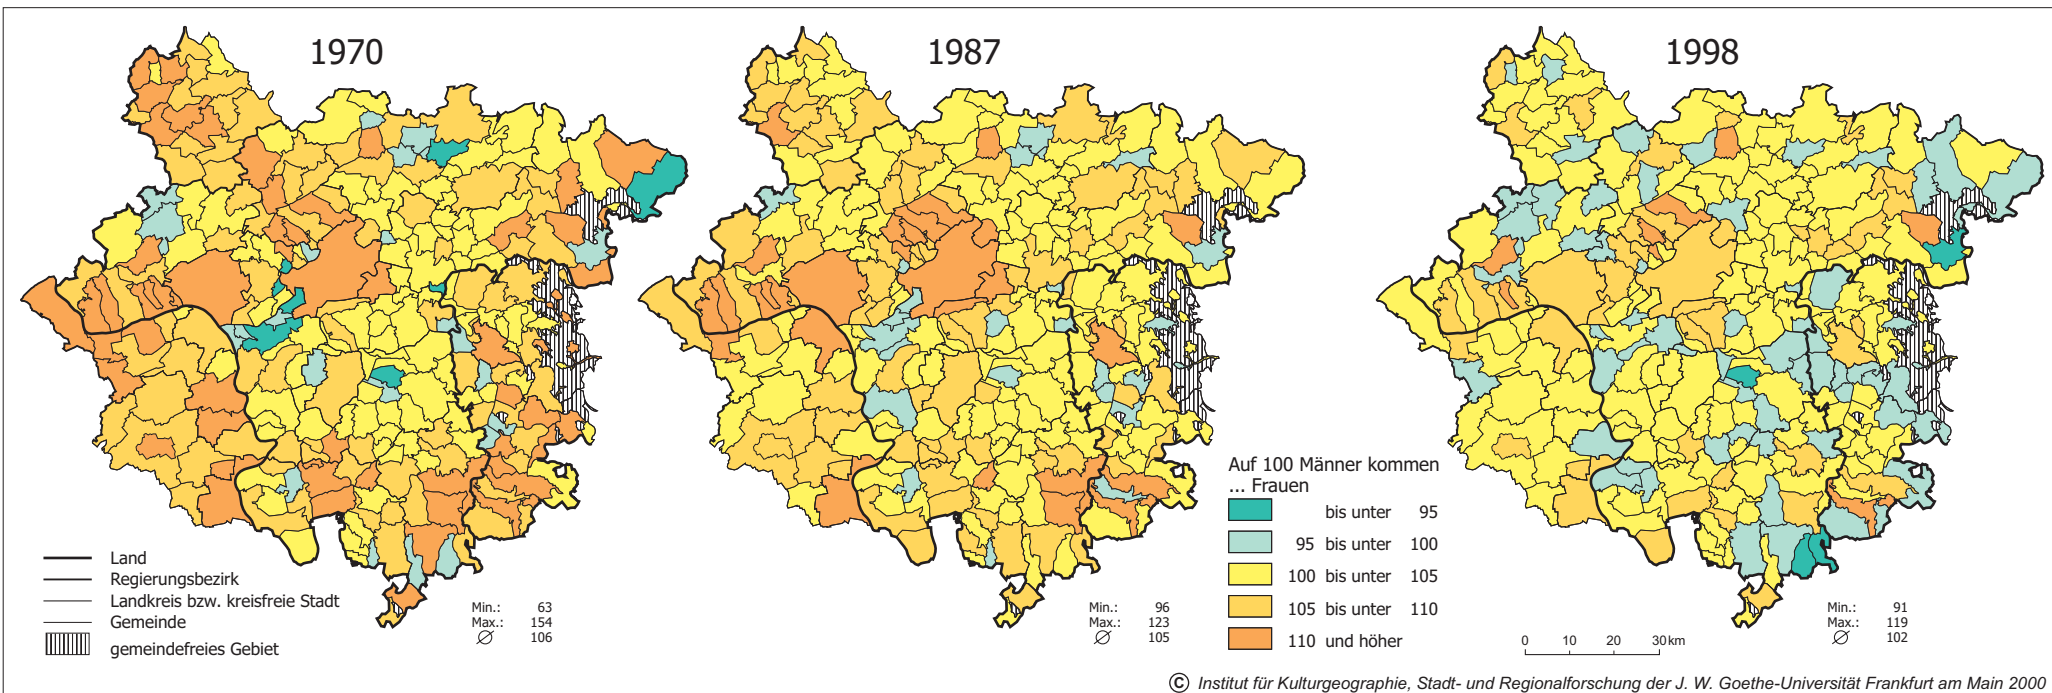 1970
1987
1998
Auf 100 Männer kommen
... Frauen
bis unter 95
95 bis unter 100
100 bis unter 105
105 bis unter 110
110 und höher
Land
Regierungsbezirk
Landkreis bzw. kreisfreie Stadt
Gemeinde
gemeindefreies Gebiet
Min.: 63
Max.: 154
∅ 106
Min.: 96
Max.: 123
∅ 105
Min.: 91
Max.: 119
∅ 102
0 10 20 30 km
© Institut für Kulturgeographie, Stadt- und Regionalforschung der J. W. Goethe-Universität Frankfurt am Main 2000